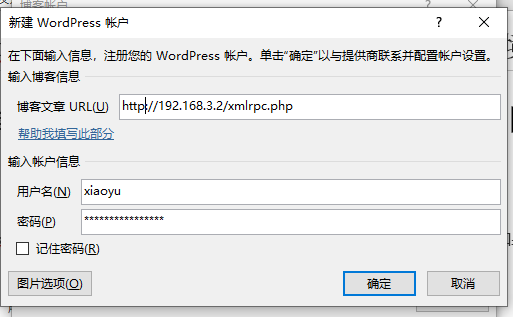 新建 WordPress 帐户
在下面输入信息，注册您的 WordPress 帐户。单击“确定”以与提供商联系并配置帐户设置。
输入博客信息
博客文章 URL(U) http://192.168.3.2/xmlrpc.php
帮助我填写此部分
输入帐户信息
用户名(N) xiaoyu
密码(P) ****************
记住密码(R)
图片选项(O) 确定 取消